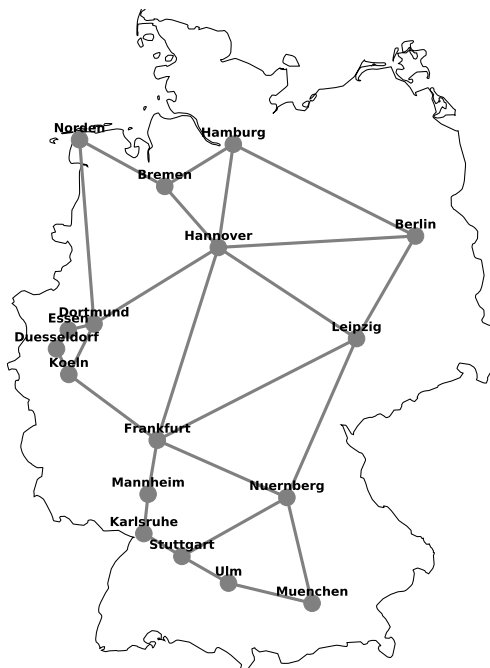 Norden
Hamburg
Bremen
Berlin
Hannover
Dortmund
Essen
Leipzig
Duesseldorf
Koeln
Frankfurt
Mannheim
Nuernberg
Karlsruhe
Stuttgart
Ulm
Muenchen